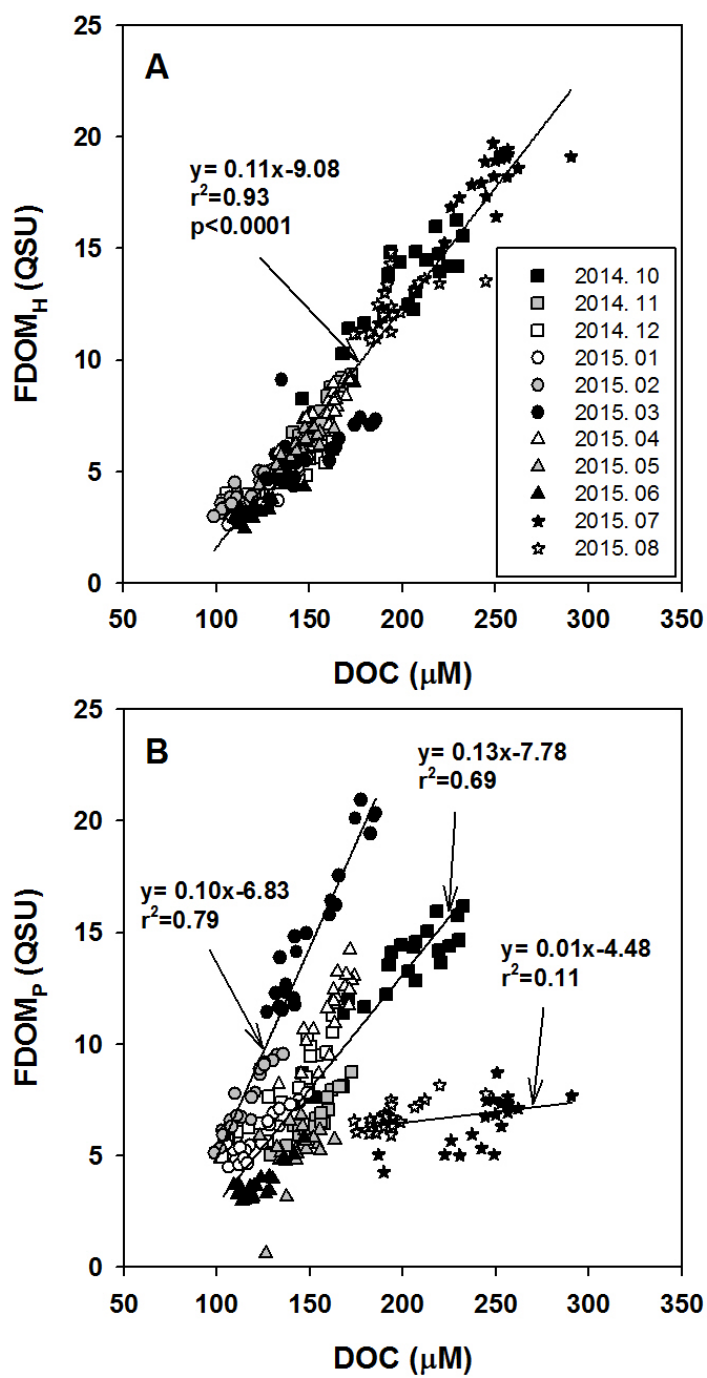 A
25
20
15
10
5
0
FDOM_H (QSU)
y= 0.11x-9.08
r²=0.93
p<0.0001
2014. 10
2014. 11
2014. 12
2015. 01
2015. 02
2015. 03
2015. 04
2015. 05
2015. 06
2015. 07
2015. 08
50 100 150 200 250 300 350
DOC (μM)
B
25
20
15
10
5
0
FDOM_P (QSU)
y= 0.13x-7.78
r²=0.69
y= 0.10x-6.83
r²=0.79
y= 0.01x-4.48
r²=0.11
50 100 150 200 250 300 350
DOC (μM)